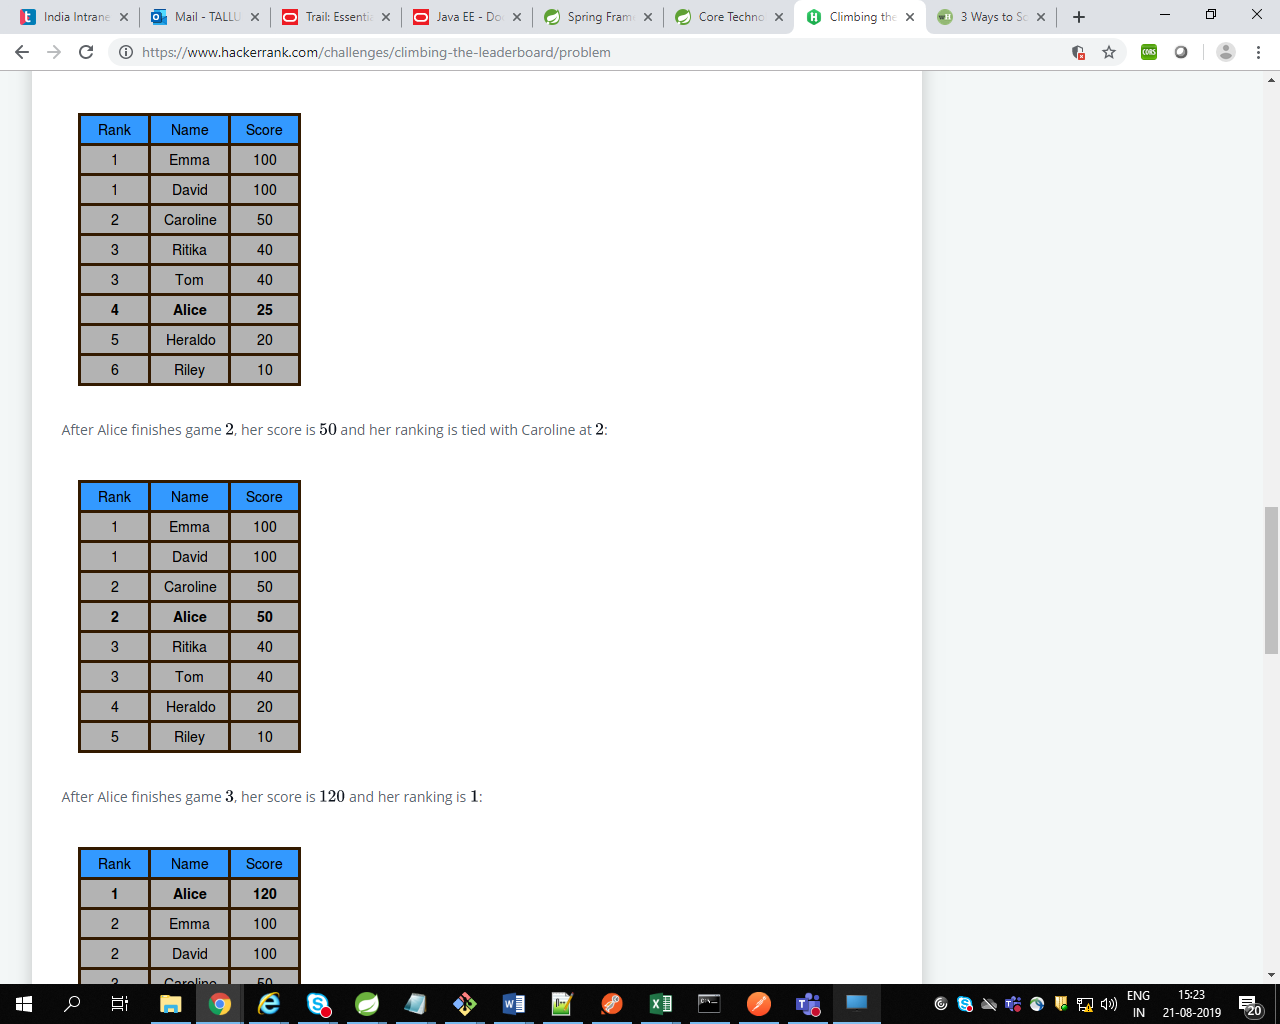 India Intrane
Mail - TALLU
Trail: Essentia
Java EE - Do
Spring Fram
Core Techno
Climbing the
3 Ways to So
https://www.hackerrank.com/challenges/climbing-the-leaderboard/problem
CORS
Rank Name Score
1 Emma 100
1 David 100
2 Caroline 50
3 Ritika 40
3 Tom 40
4 Alice 25
5 Heraldo 20
6 Riley 10
After Alice finishes game 2, her score is 50 and her ranking is tied with Caroline at 2:
Rank Name Score
1 Emma 100
1 David 100
2 Caroline 50
2 Alice 50
3 Ritika 40
3 Tom 40
4 Heraldo 20
5 Riley 10
After Alice finishes game 3, her score is 120 and her ranking is 1:
Rank Name Score
1 Alice 120
2 Emma 100
2 David 100
3 Caroline 50
ENG 15:23
IN 21-08-2019
20